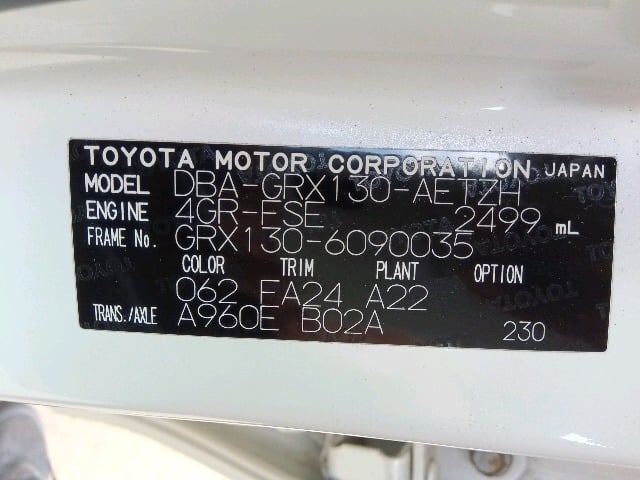 TOYOTA MOTOR CORPORATION JAPAN
MODEL DBA-GRX130-AETZH
ENGINE 4GR-FSE 2499 mL
FRAME No. GRX130-6090035
COLOR TRIM PLANT OPTION
062 FA24 A22
TRANS./AXLE A960E B02A 230